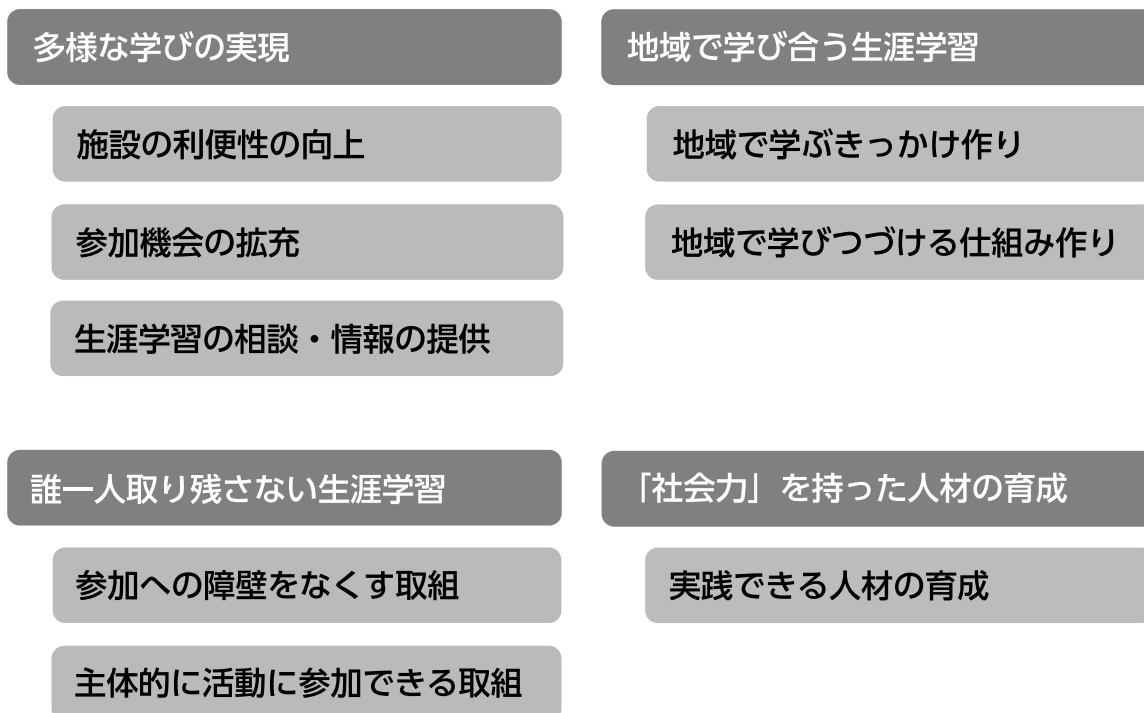 多様な学びの実現
施設の利便性の向上
参加機会の拡充
生涯学習の相談・情報の提供
地域で学び合う生涯学習
地域で学ぶきっかけ作り
地域で学びつづける仕組み作り
誰一人取り残さない生涯学習
参加への障壁をなくす取組
主体的に活動に参加できる取組
「社会力」を持った人材の育成
実践できる人材の育成